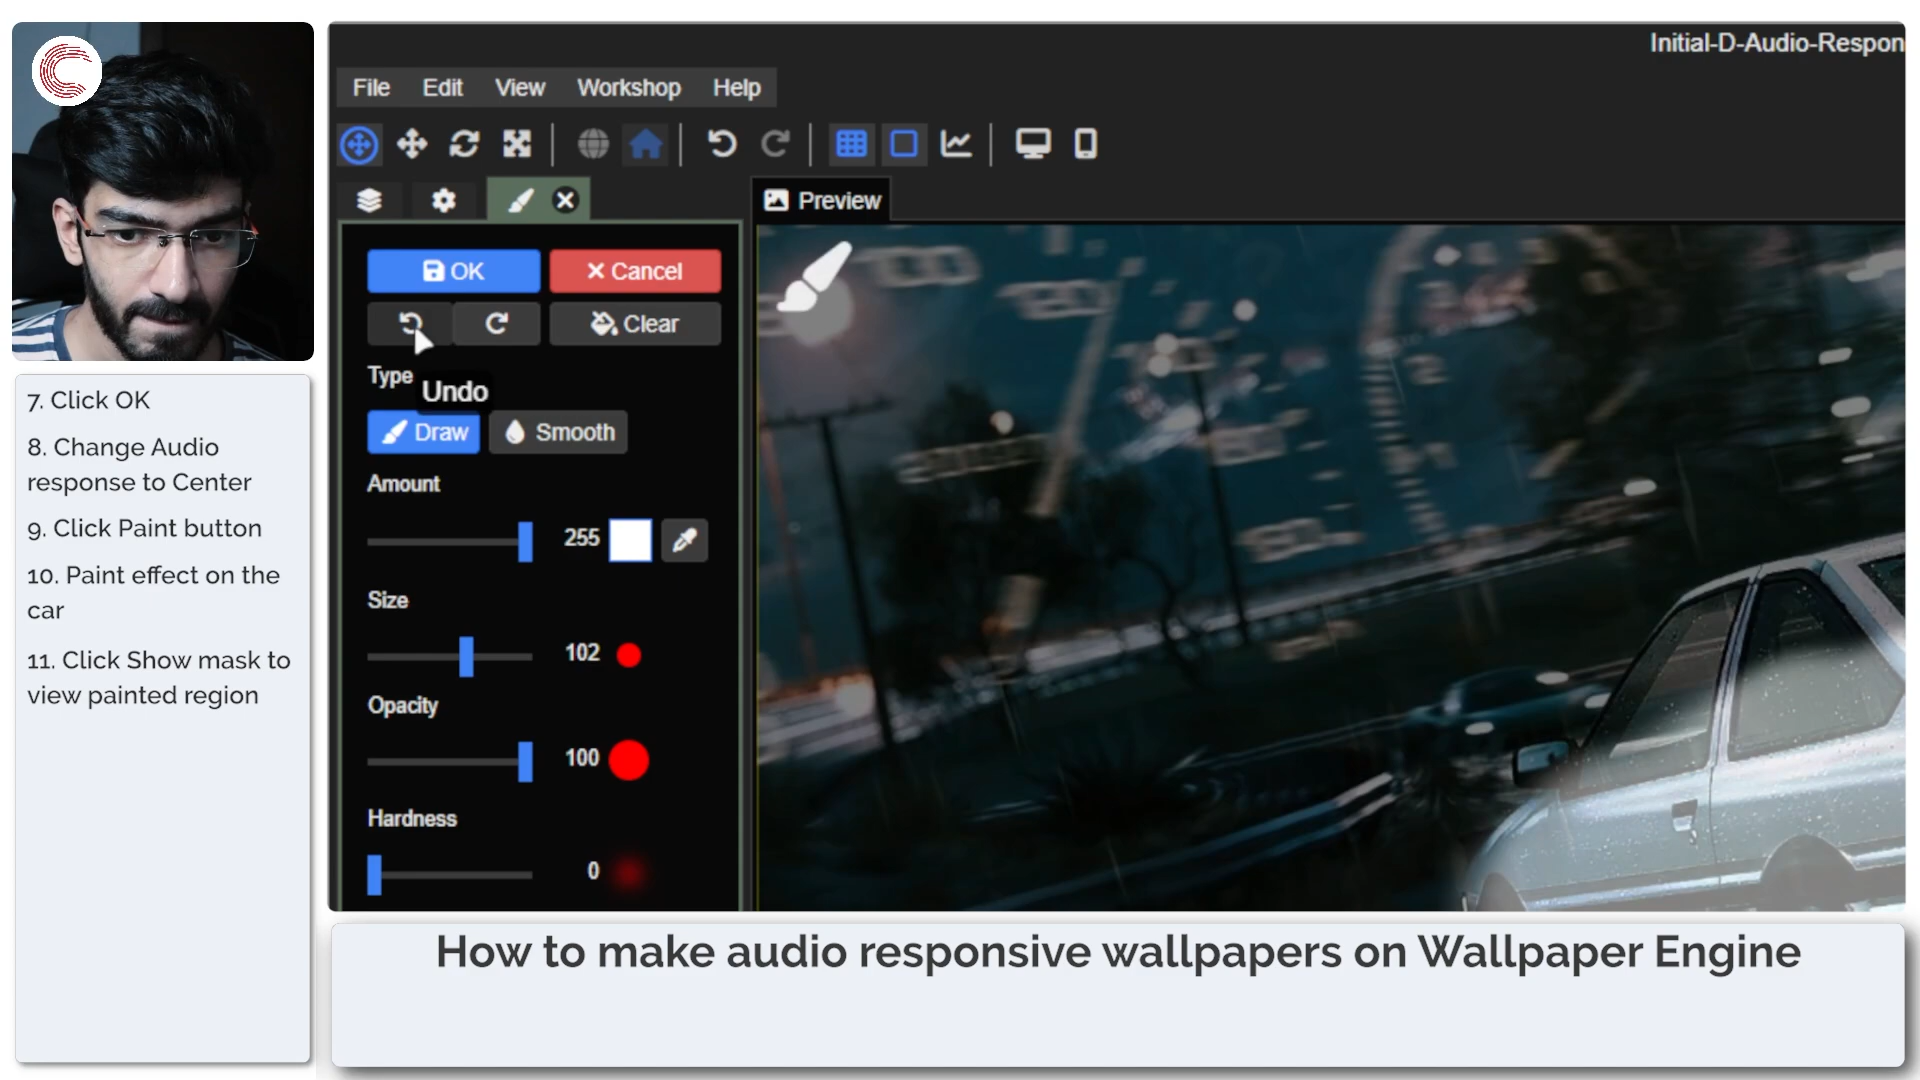 Initial-D-Audio-Respon
File Edit View Workshop Help
Preview
OK Cancel
Clear
Type
Undo
Draw Smooth
Amount
255
Size
102
Opacity
100
Hardness
0
100
180
7. Click OK
8. Change Audio
response to Center
9. Click Paint button
10. Paint effect on the
car
11. Click Show mask to
view painted region
How to make audio responsive wallpapers on Wallpaper Engine